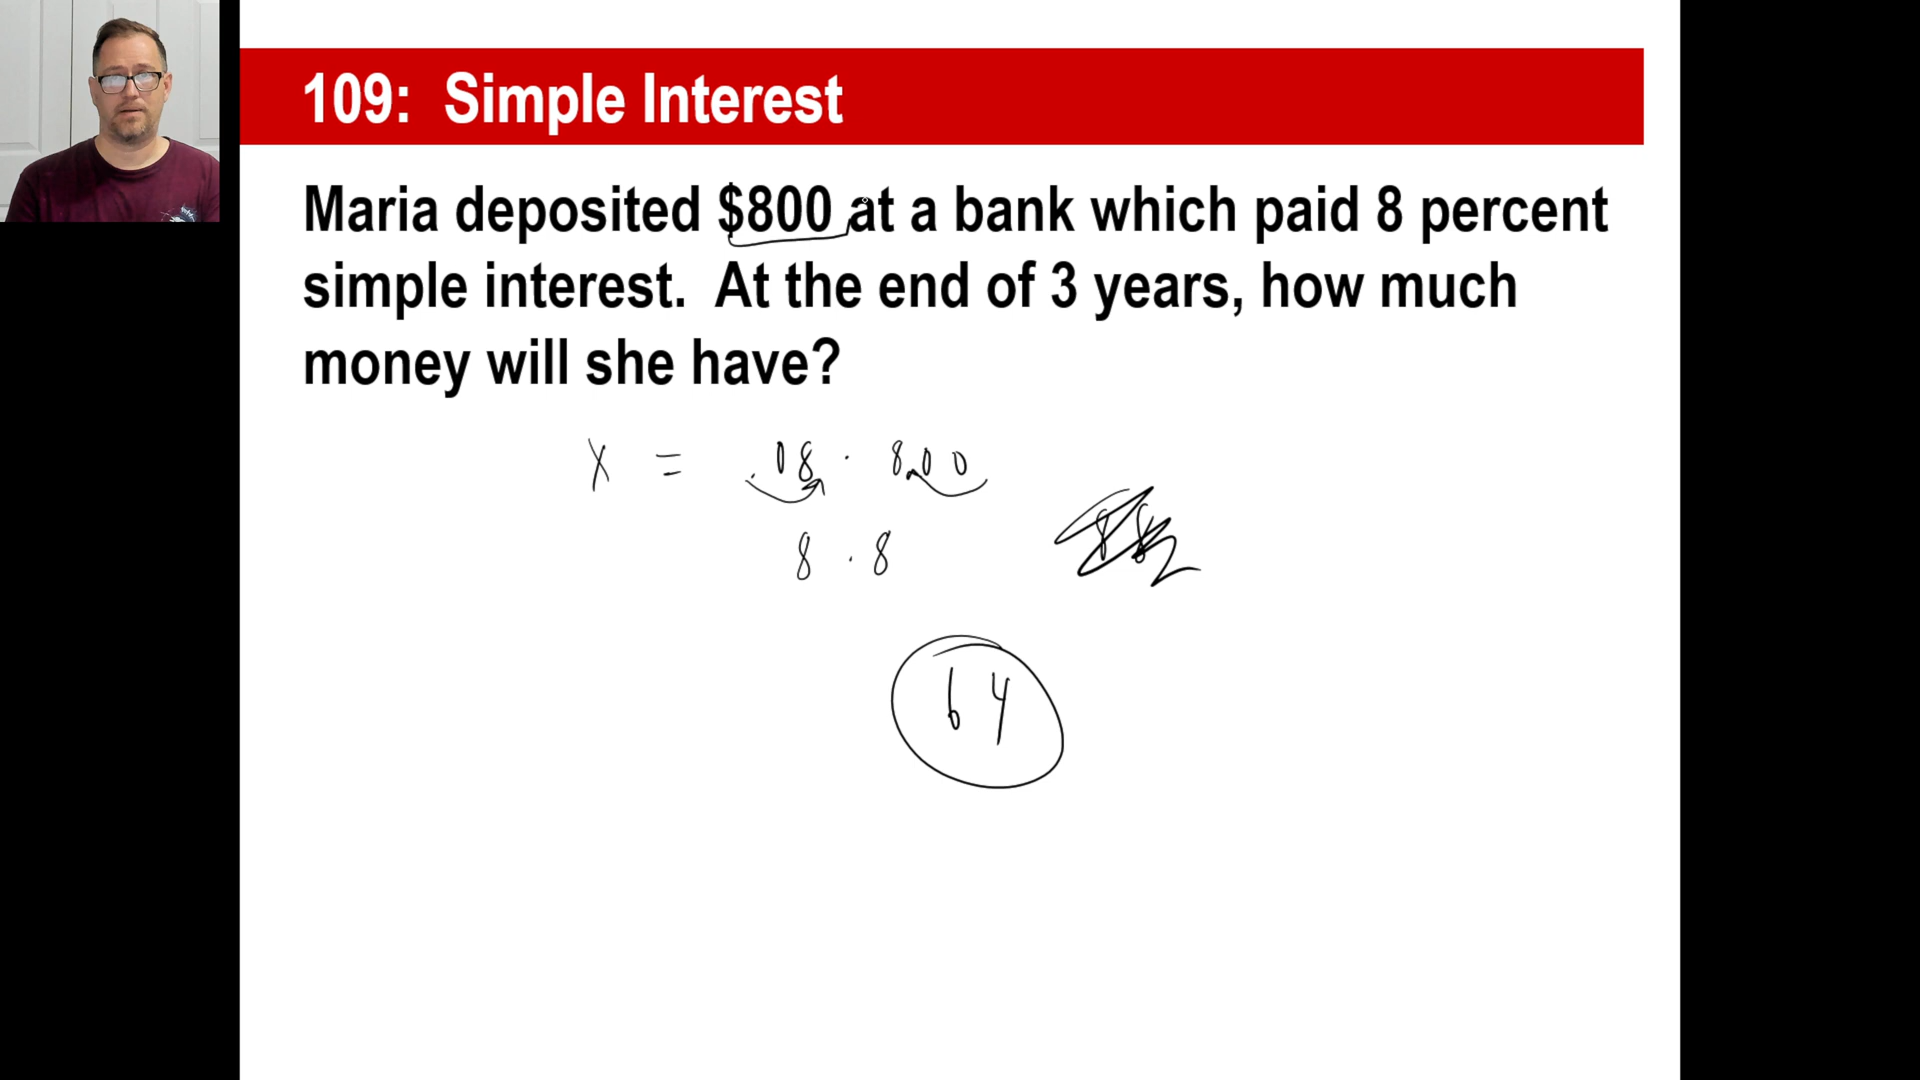 109: Simple Interest
Maria deposited $800 at a bank which paid 8 percent
simple interest. At the end of 3 years, how much
money will she have?
X = .08 · 800
8 · 8
64